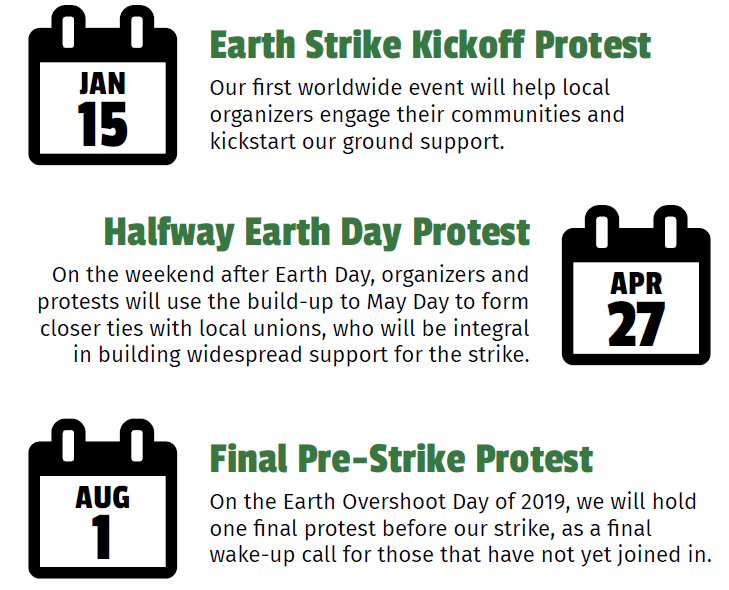 JAN
15
Earth Strike Kickoff Protest
Our first worldwide event will help local
organizers engage their communities and
kickstart our ground support.
Halfway Earth Day Protest
On the weekend after Earth Day, organizers and
protests will use the build-up to May Day to form
closer ties with local unions, who will be integral
in building widespread support for the strike.
APR
27
AUG
1
Final Pre-Strike Protest
On the Earth Overshoot Day of 2019, we will hold
one final protest before our strike, as a final
wake-up call for those that have not yet joined in.